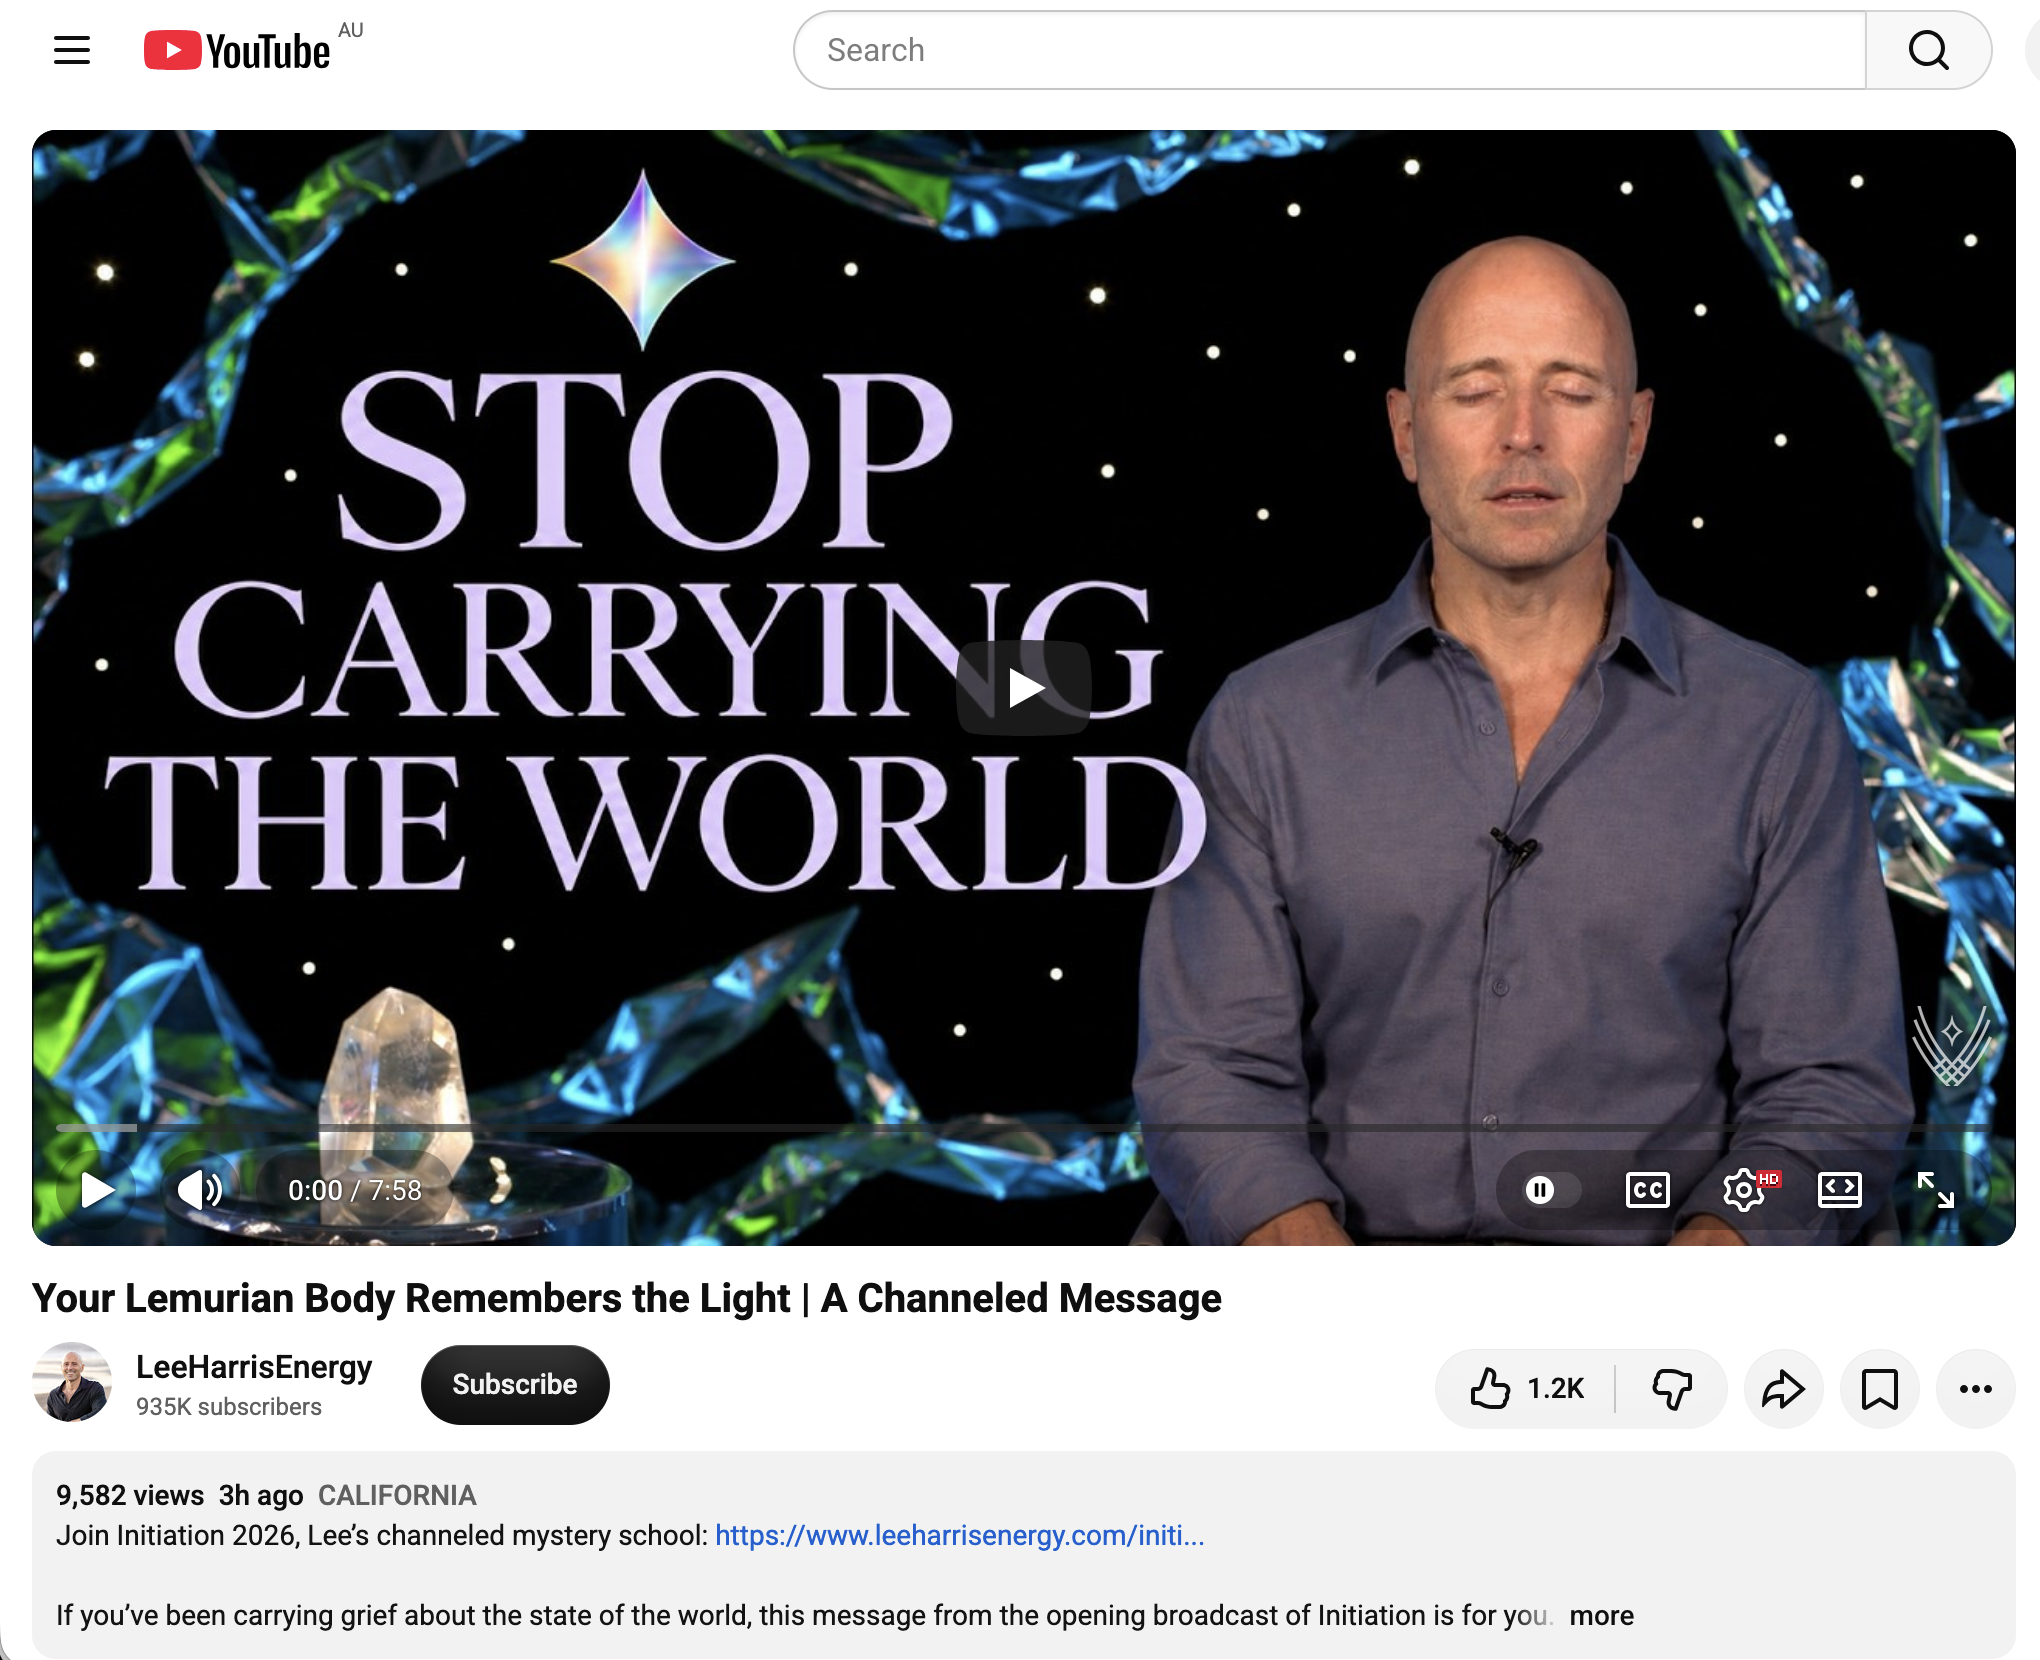 YouTube AU
Search
STOP
CARRYING
THE WORLD
0:00 / 7:58
CC
HD
Your Lemurian Body Remembers the Light | A Channeled Message
LeeHarrisEnergy
935K subscribers
Subscribe
1.2K
9,582 views 3h ago CALIFORNIA
Join Initiation 2026, Lee’s channeled mystery school: https://www.leeharrisenergy.com/initi...
If you’ve been carrying grief about the state of the world, this message from the opening broadcast of Initiation is for you. more